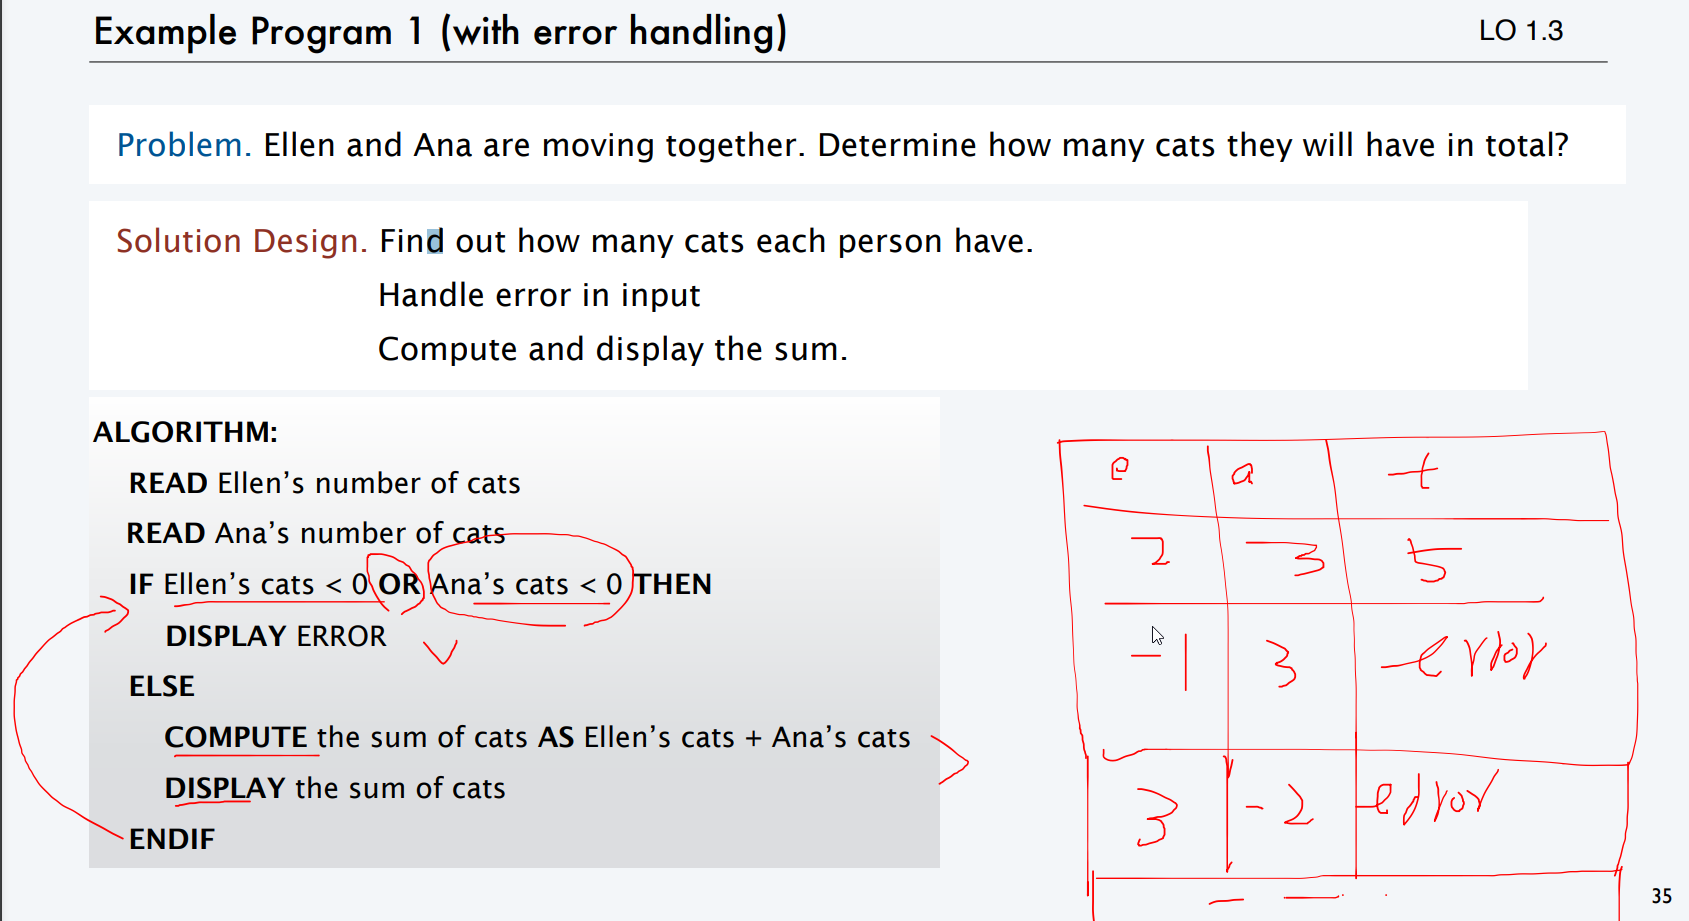 Example Program 1 (with error handling)
LO 1.3
Problem. Ellen and Ana are moving together. Determine how many cats they will have in total?
Solution Design. Find out how many cats each person have.
Handle error in input
Compute and display the sum.
ALGORITHM:
READ Ellen’s number of cats
READ Ana’s number of cats
IF Ellen’s cats < 0 OR Ana’s cats < 0 THEN
DISPLAY ERROR
ELSE
COMPUTE the sum of cats AS Ellen’s cats + Ana’s cats
DISPLAY the sum of cats
ENDIF
e a t
2 3 5
-1 3 error
3 -2 error
35